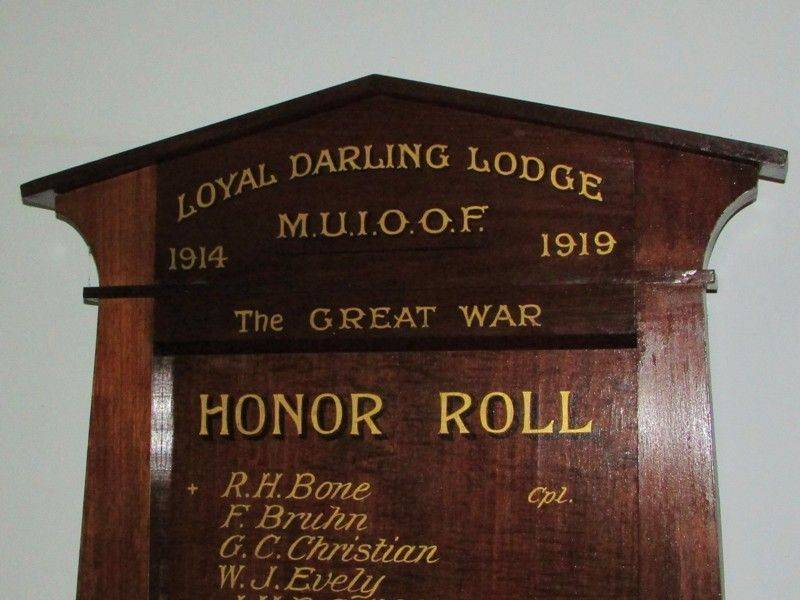 LOYAL DARLING LODGE
M.U.I.O.O.F.
1914 1919
The GREAT WAR
HONOR ROLL
+ R.H. Bone Cpl.
F. Bruhn
G. C. Christian
W. J. Evely